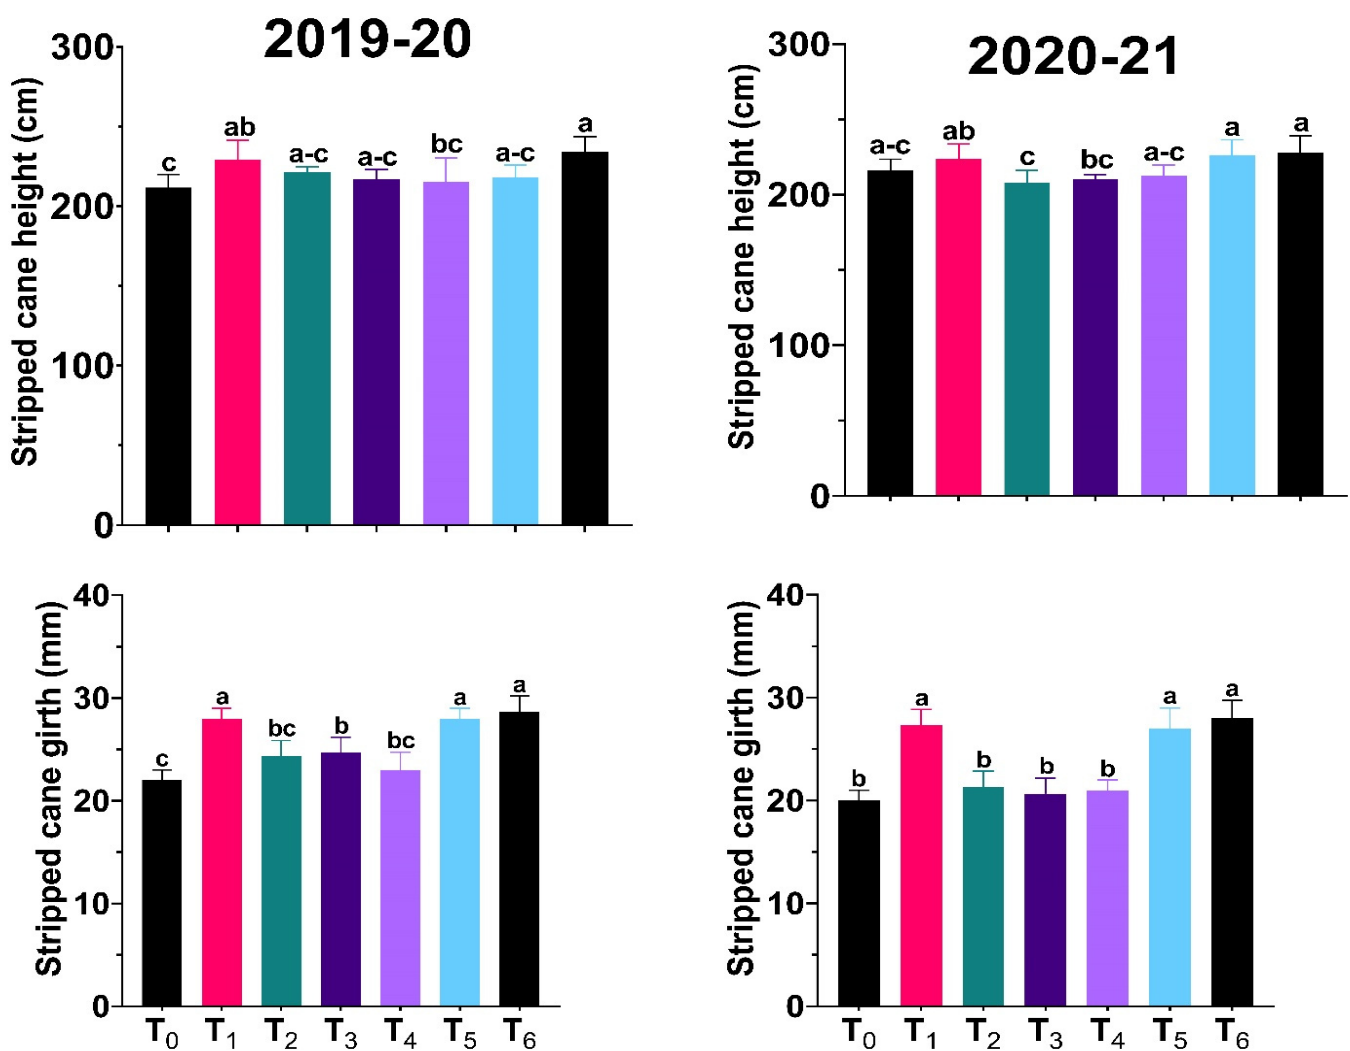 2019-20
Stripped cane height (cm)
300
200
100
0
c
ab
a-c
a-c
bc
a-c
a
2020-21
Stripped cane height (cm)
300
200
100
0
a-c
ab
c
bc
a-c
a
a
Stripped cane girth (mm)
40
30
20
10
0
c
a
bc
b
bc
a
a
T0 T1 T2 T3 T4 T5 T6
Stripped cane girth (mm)
40
30
20
10
0
b
a
b
b
b
a
a
T0 T1 T2 T3 T4 T5 T6